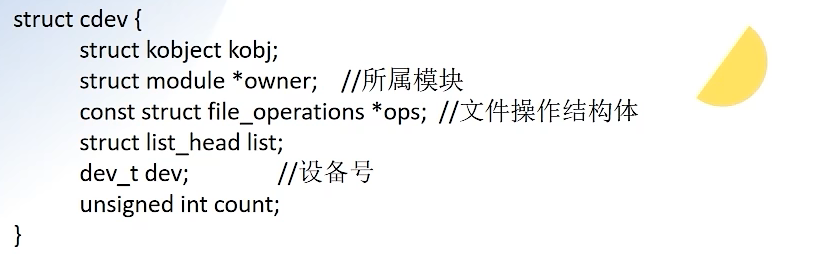 struct cdev {
struct kobject kobj;
struct module *owner; //所属模块
const struct file_operations *ops; //文件操作结构体
struct list_head list;
dev_t dev; //设备号
unsigned int count;
}